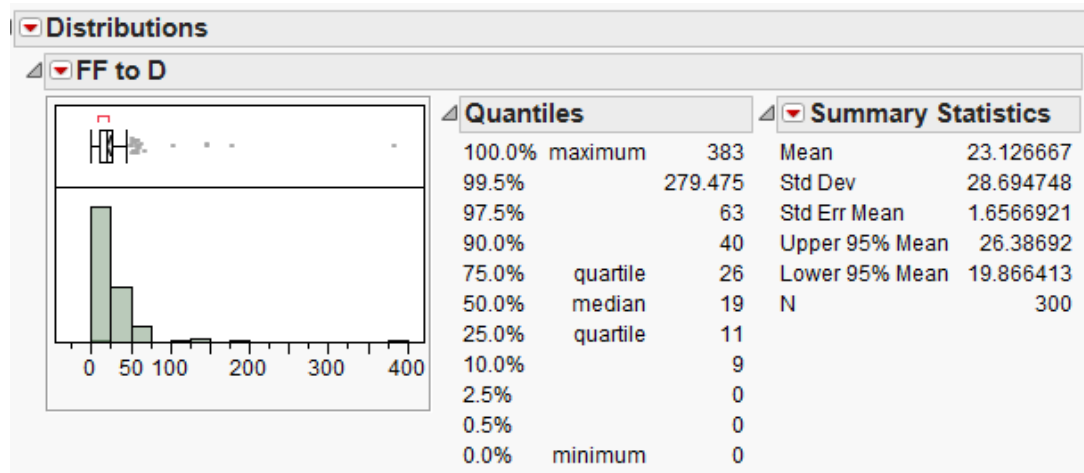 Distributions
FF to D
0 50 100 200 300 400
Quantiles
100.0% maximum 383
99.5% 279.475
97.5% 63
90.0% 40
75.0% quartile 26
50.0% median 19
25.0% quartile 11
10.0% 9
2.5% 0
0.5% 0
0.0% minimum 0
Summary Statistics
Mean 23.126667
Std Dev 28.694748
Std Err Mean 1.6566921
Upper 95% Mean 26.38692
Lower 95% Mean 19.866413
N 300